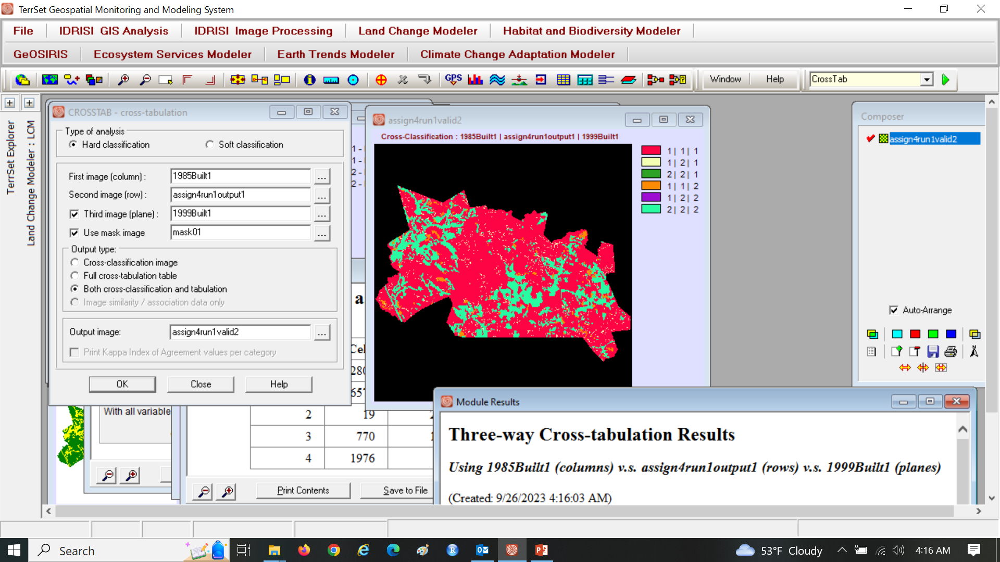 TerrSet Geospatial Monitoring and Modeling System
File IDRISI GIS Analysis IDRISI Image Processing Land Change Modeler Habitat and Biodiversity Modeler
GeOSIRIS Ecosystem Services Modeler Earth Trends Modeler Climate Change Adaptation Modeler
GPS Window Help CrossTab
TerrSet Explorer
Land Change Modeler : LCM
CROSSTAB - cross-tabulation
Type of analysis
Hard classification Soft classification
First image (column) : 1985Built1 ...
Second image (row) : assign4run1output1 ...
Third image (plane) : 1999Built1 ...
Use mask image mask01 ...
Output type:
Cross-classification image
Full cross-tabulation table
Both cross-classification and tabulation
Image similarity / association data only
Output image: assign4run1valid2 ...
Print Kappa Index of Agreement values per category
OK Close Help
1 -
1 -
2 -
2 -
a
Cel
280
657
2 19 2
3 770 1
4 1976
With all variable
Print Contents Save to File
assign4run1valid2
Cross-Classification : 1985Built1 | assign4run1output1 | 1999Built1
1 | 1 | 1
1 | 2 | 1
2 | 2 | 1
1 | 1 | 2
1 | 2 | 2
2 | 2 | 2
Composer
assign4run1valid2
Auto-Arrange
Module Results
Three-way Cross-tabulation Results
Using 1985Built1 (columns) v.s. assign4run1output1 (rows) v.s. 1999Built1 (planes)
(Created: 9/26/2023 4:16:03 AM)
Search 53°F Cloudy 4:16 AM